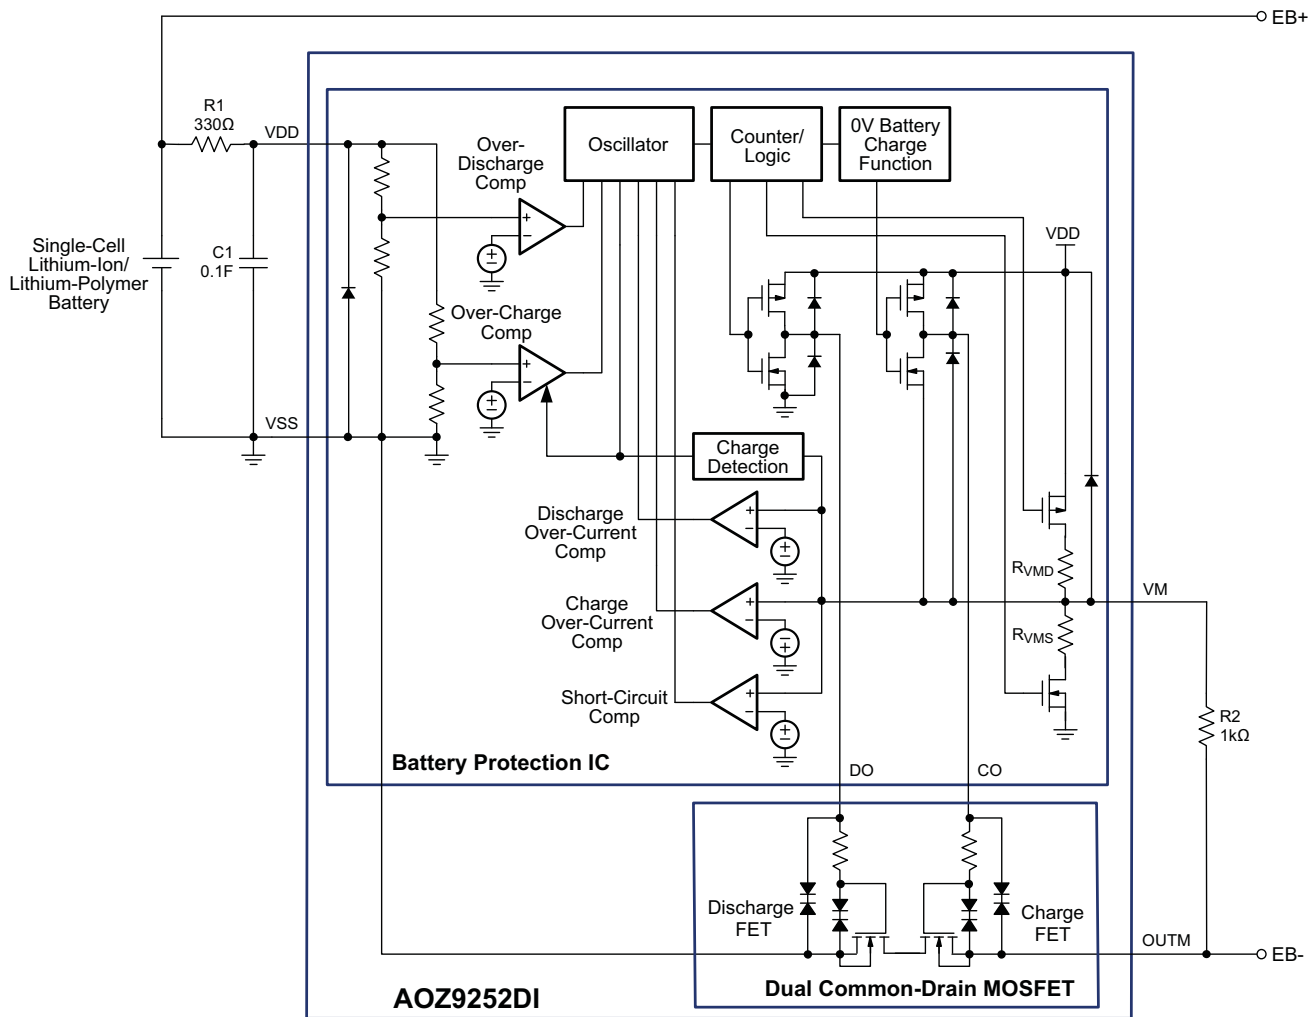 EB+
R1
330Ω
VDD
Over-
Discharge
Comp
Oscillator
Counter/
Logic
0V Battery
Charge
Function
+
−
VDD
Single-Cell
Lithium-Ion/
Lithium-Polymer
Battery
C1
0.1F
Over-Charge
Comp
+
−
VSS
Charge
Detection
Discharge
Over-Current
Comp
+
−
RVMD
VM
Charge
Over-Current
Comp
+
−
RVMS
Short-Circuit
Comp
+
−
R2
1kΩ
Battery Protection IC
DO
CO
Discharge
FET
Charge
FET
OUTM
EB-
Dual Common-Drain MOSFET
AOZ9252DI